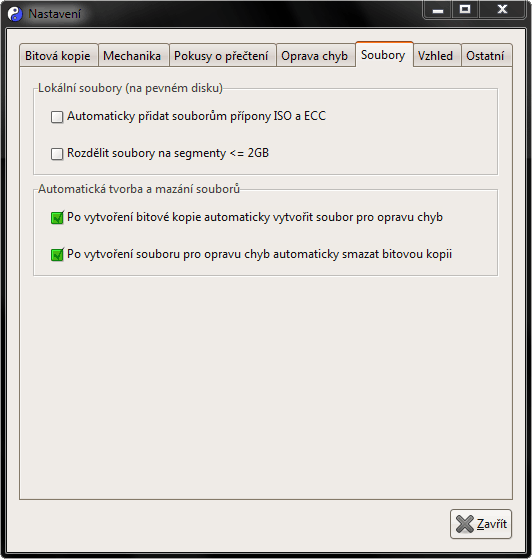 Nastavení
Bitová kopie Mechanika Pokusy o přečtení Oprava chyb Soubory Vzhled Ostatní
Lokální soubory (na pevném disku)
Automaticky přidat souborům přípony ISO a ECC
Rozdělit soubory na segmenty <= 2GB
Automatická tvorba a mazání souborů
Po vytvoření bitové kopie automaticky vytvořit soubor pro opravu chyb
Po vytvoření souboru pro opravu chyb automaticky smazat bitovou kopii
Zavřít